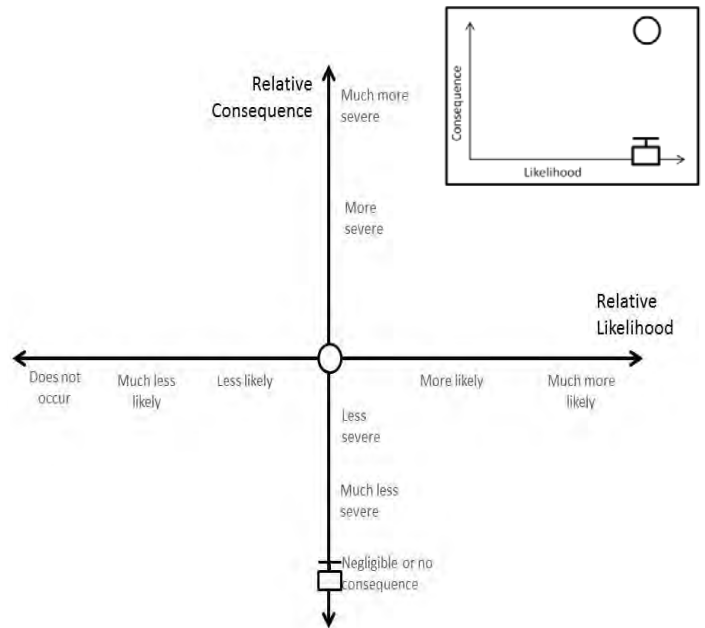 Relative
Consequence
Much more
severe
More
severe
Consequence
Likelihood
Relative
Likelihood
Does not
occur
Much less
likely
Less likely
More likely
Much more
likely
Less
severe
Much less
severe
Negligible or no
consequence